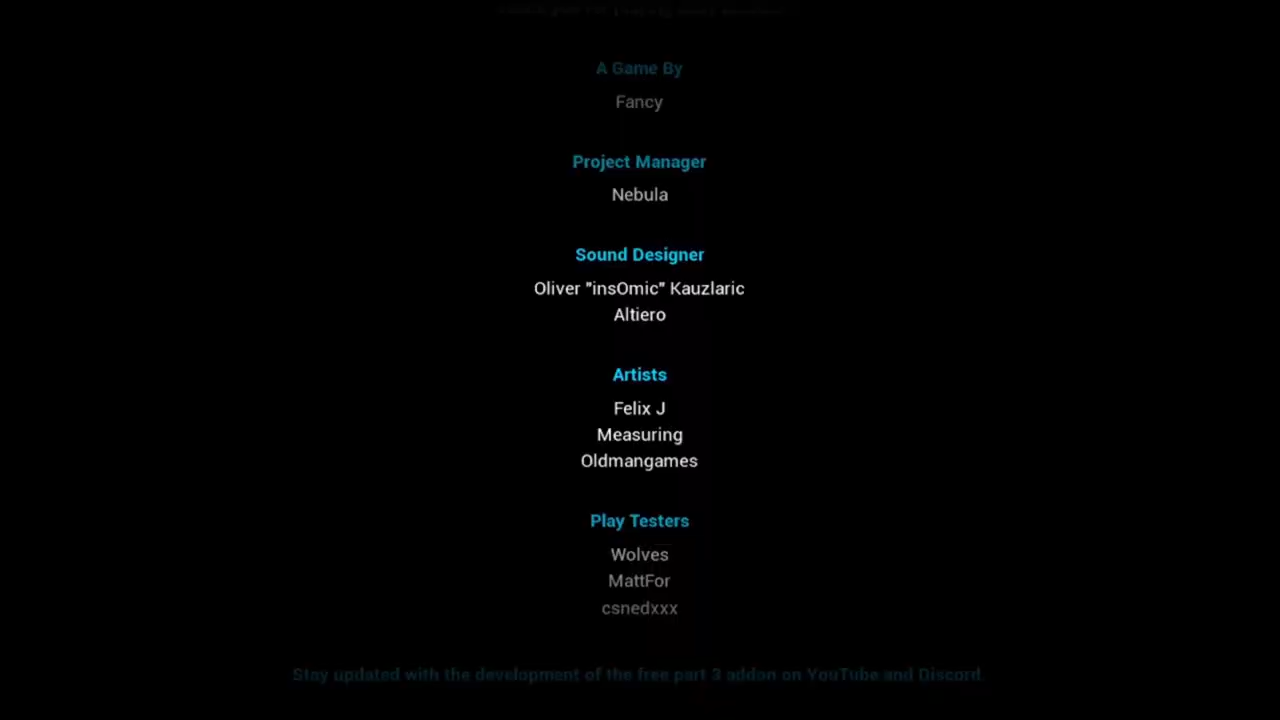 A Game By
Fancy
Project Manager
Nebula
Sound Designer
Oliver "insOmic" Kauzlaric
Altiero
Artists
Felix J
Measuring
Oldmangames
Play Testers
Wolves
MattFor
csnedxxx
Stay updated with the development of the free part 3 addon on YouTube and Discord